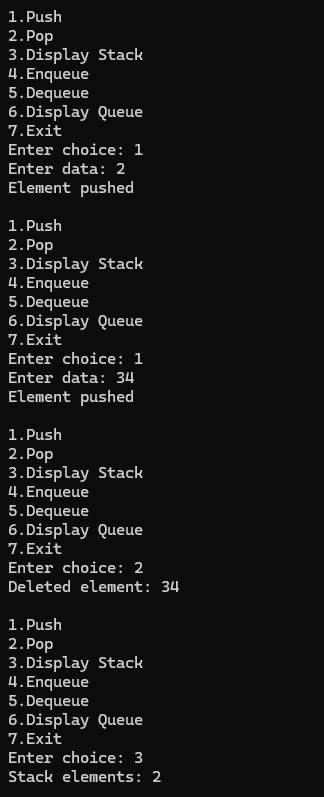 1.Push
2.Pop
3.Display Stack
4.Enqueue
5.Dequeue
6.Display Queue
7.Exit
Enter choice: 1
Enter data: 2
Element pushed
1.Push
2.Pop
3.Display Stack
4.Enqueue
5.Dequeue
6.Display Queue
7.Exit
Enter choice: 1
Enter data: 34
Element pushed
1.Push
2.Pop
3.Display Stack
4.Enqueue
5.Dequeue
6.Display Queue
7.Exit
Enter choice: 2
Deleted element: 34
1.Push
2.Pop
3.Display Stack
4.Enqueue
5.Dequeue
6.Display Queue
7.Exit
Enter choice: 3
Stack elements: 2